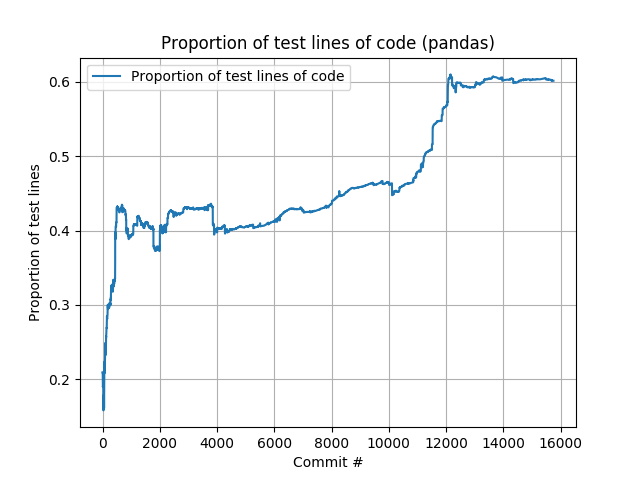 Proportion of test lines of code (pandas)
Proportion of test lines of code
0.6
0.5
0.4
0.3
0.2
Proportion of test lines
0 2000 4000 6000 8000 10000 12000 14000 16000
Commit #